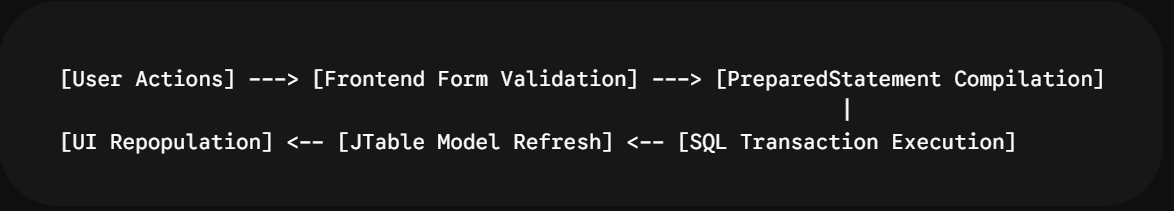 [User Actions] ---> [Frontend Form Validation] ---> [PreparedStatement Compilation]
|
[UI Repopulation] <-- [JTable Model Refresh] <-- [SQL Transaction Execution]